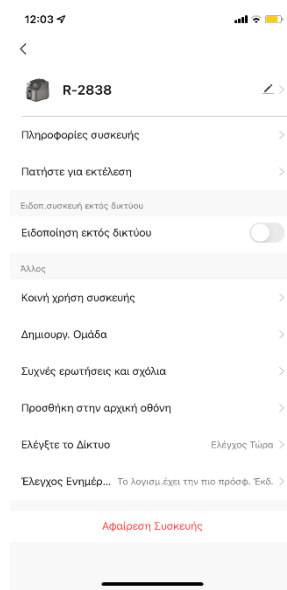 12:03
R-2838
Πληροφορίες συσκευής
Πατήστε για εκτέλεση
Ειδοπ.συσκευή εκτός δικτύου
Ειδοποίηση εκτός δικτύου
Άλλος
Κοινή χρήση συσκευής
Δημιουργ. Ομάδα
Συχνές ερωτήσεις και σχόλια
Προσθήκη στην αρχική οθόνη
Ελέγξτε το Δίκτυο Ελέγχος Τώρα
Έλεγχος Ενημέρ... Το λογισμ.έχει την πιο πρόσφ. Έκδ.
Αφαίρεση Συσκευής